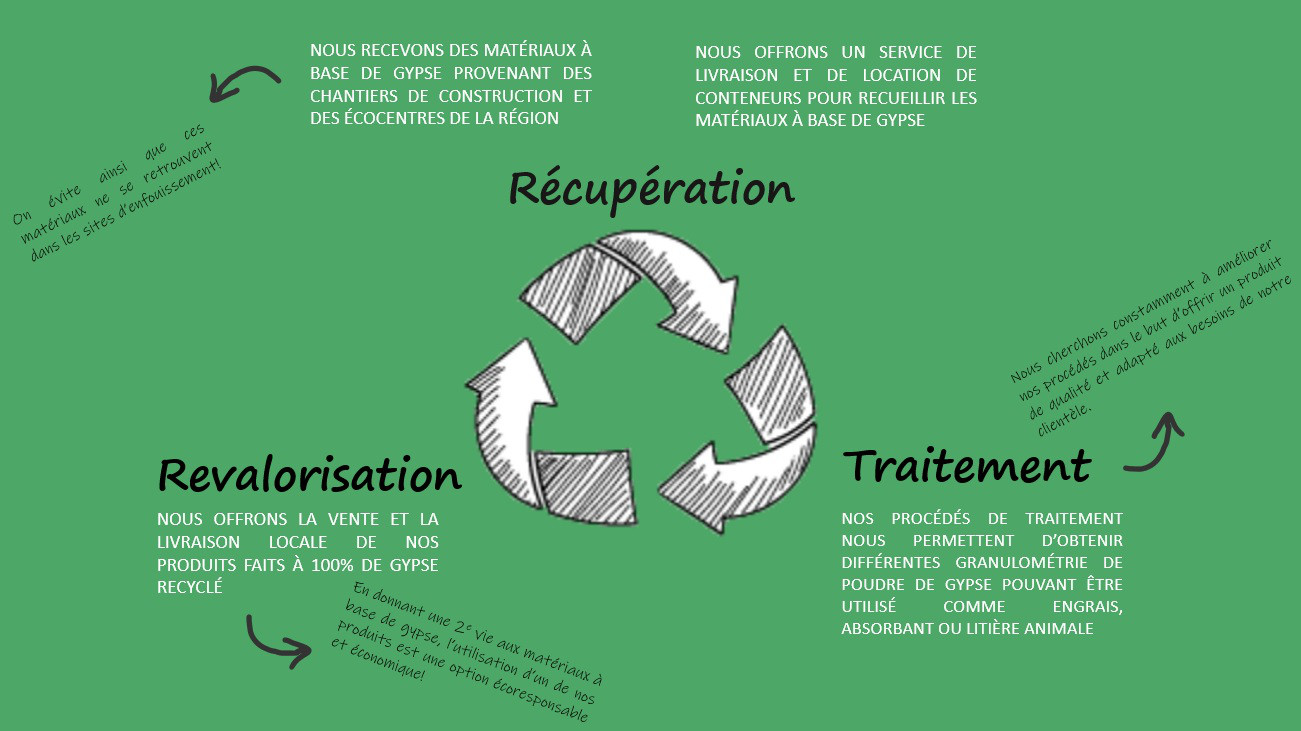 NOUS RECEVONS DES MATÉRIAUX À
BASE DE GYPSE PROVENANT DES
CHANTIERS DE CONSTRUCTION ET
DES ÉCOCENTRES DE LA RÉGION
NOUS OFFRONS UN SERVICE DE
LIVRAISON ET DE LOCATION DE
CONTENEURS POUR RECUEILLIR LES
MATÉRIAUX À BASE DE GYPSE
On évite ainsi que ces
matériaux ne se retrouvent
dans les sites d'enfouissement!
Récupération
Nous cherchons constamment à améliorer
nos procédés dans le but d'offrir un produit
de qualité et adapté aux besoins de notre
clientèle.
Traitement
NOS PROCÉDÉS DE TRAITEMENT
NOUS PERMETTENT D’OBTENIR
DIFFÉRENTES GRANULOMÉTRIE DE
POUDRE DE GYPSE POUVANT ÊTRE
UTILISÉ COMME ENGRAIS,
ABSORBANT OU LITIÈRE ANIMALE
Revalorisation
NOUS OFFRONS LA VENTE ET LA
LIVRAISON LOCALE DE NOS
PRODUITS FAITS À 100% DE GYPSE
RECYCLÉ
En donnant une 2e vie aux matériaux à
base de gypse, l'utilisation d'un de nos
produits est une option écoresponsable
et économique!